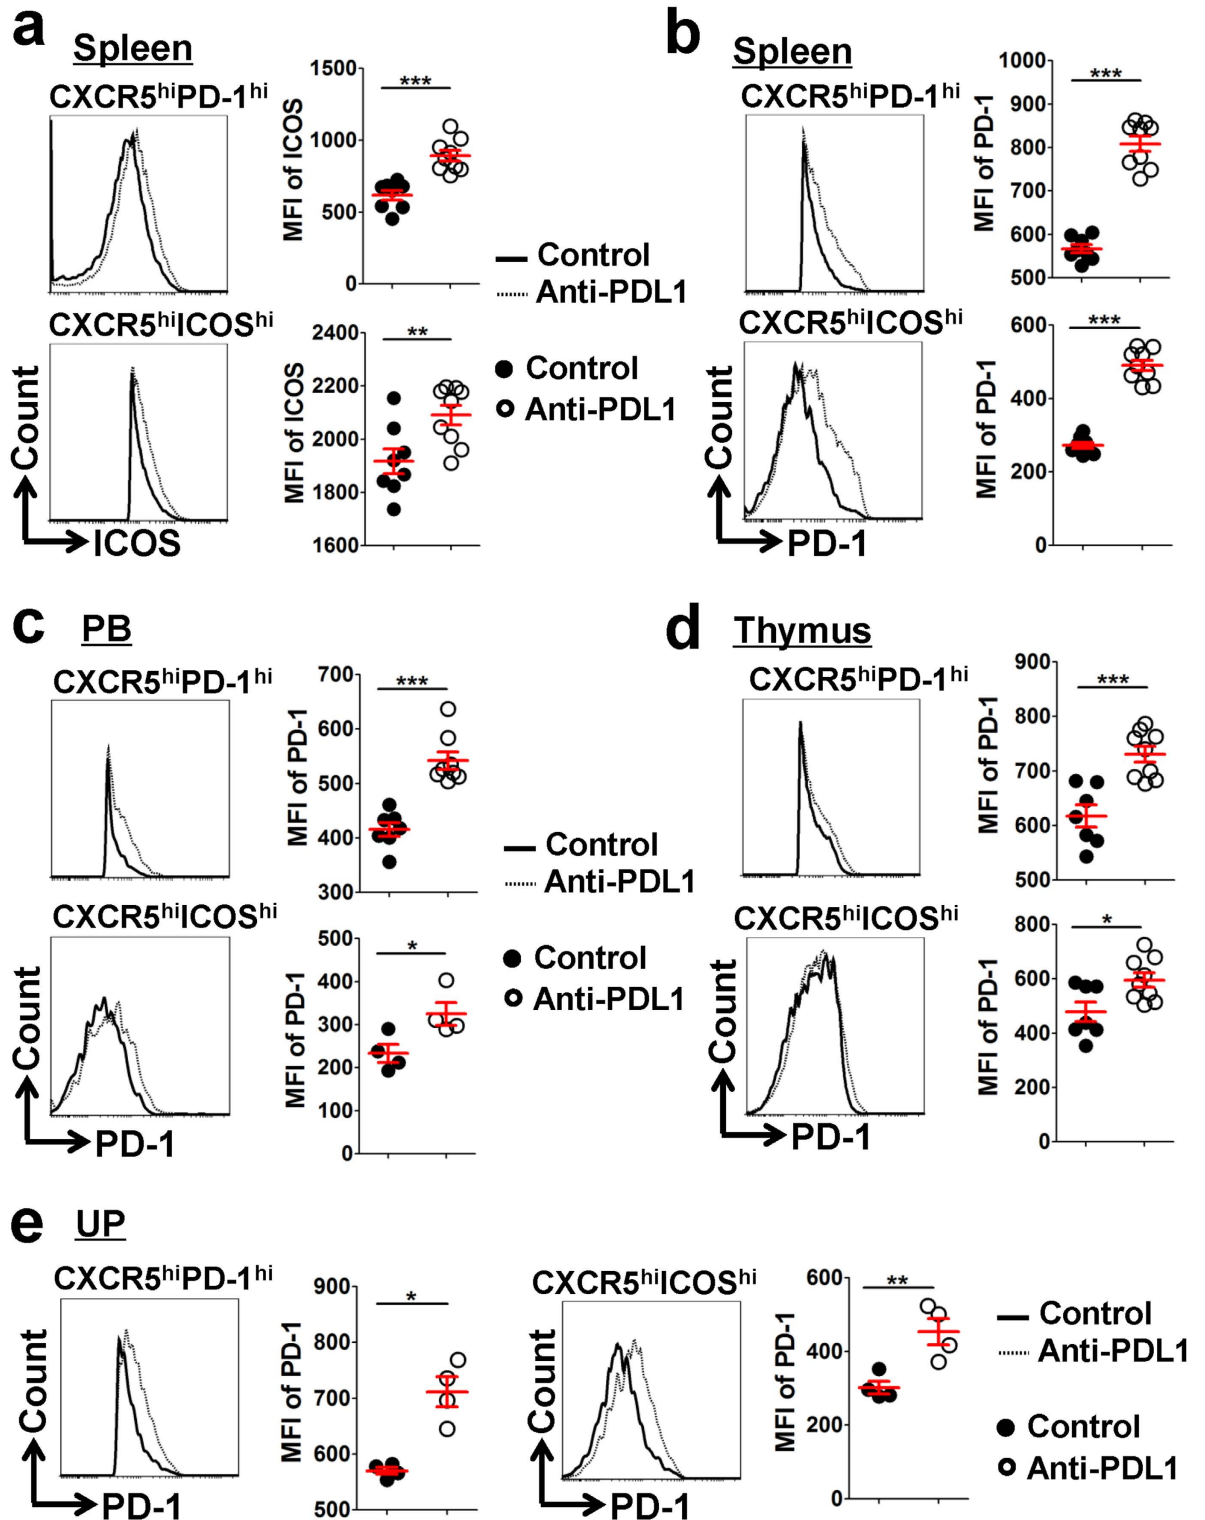 a
Spleen
CXCR5hiPD-1hi
1500
1000
500
0
MFI of ICOS
***
CXCR5hiICOShi
2400
2200
2000
1800
1600
MFI of ICOS
**
Count
ICOS
Control
Anti-PDL1
Control
Anti-PDL1
b
Spleen
CXCR5hiPD-1hi
1000
900
800
700
600
500
MFI of PD-1
***
CXCR5hiICOShi
600
400
200
0
MFI of PD-1
***
Count
PD-1
c
PB
CXCR5hiPD-1hi
700
600
500
400
300
MFI of PD-1
***
CXCR5hiICOShi
500
400
300
200
100
0
MFI of PD-1
*
Count
PD-1
Control
Anti-PDL1
Control
Anti-PDL1
d
Thymus
CXCR5hiPD-1hi
900
800
700
600
500
MFI of PD-1
***
CXCR5hiICOShi
800
600
400
200
0
MFI of PD-1
*
Count
PD-1
e
UP
CXCR5hiPD-1hi
Count
PD-1
900
800
700
600
500
MFI of PD-1
*
CXCR5hiICOShi
Count
PD-1
600
400
200
0
MFI of PD-1
**
Control
Anti-PDL1
Control
Anti-PDL1